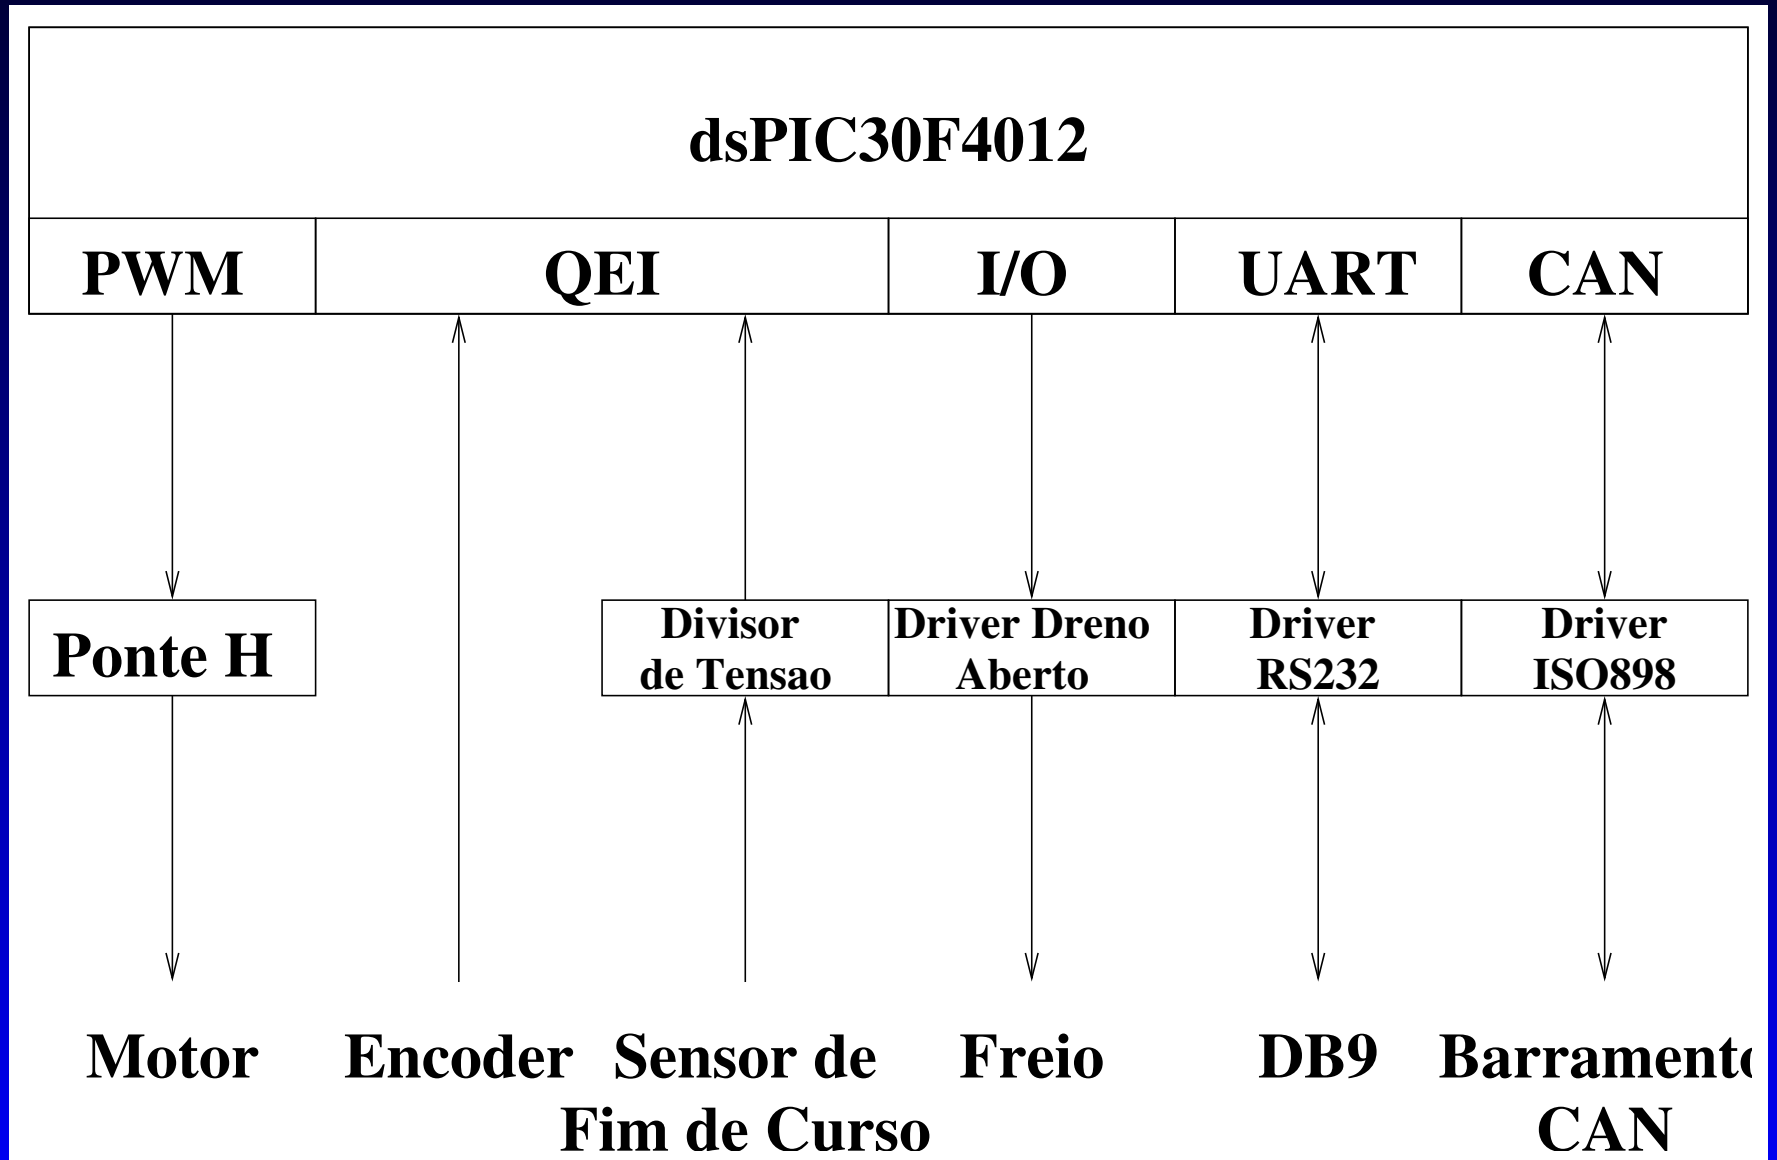 dsPIC30F4012
PWM QEI I/O UART CAN
Ponte H
Divisor
de Tensao
Driver Dreno
Aberto
Driver
RS232
Driver
ISO898
Motor
Encoder
Sensor de
Fim de Curso
Freio
DB9
Barramento
CAN